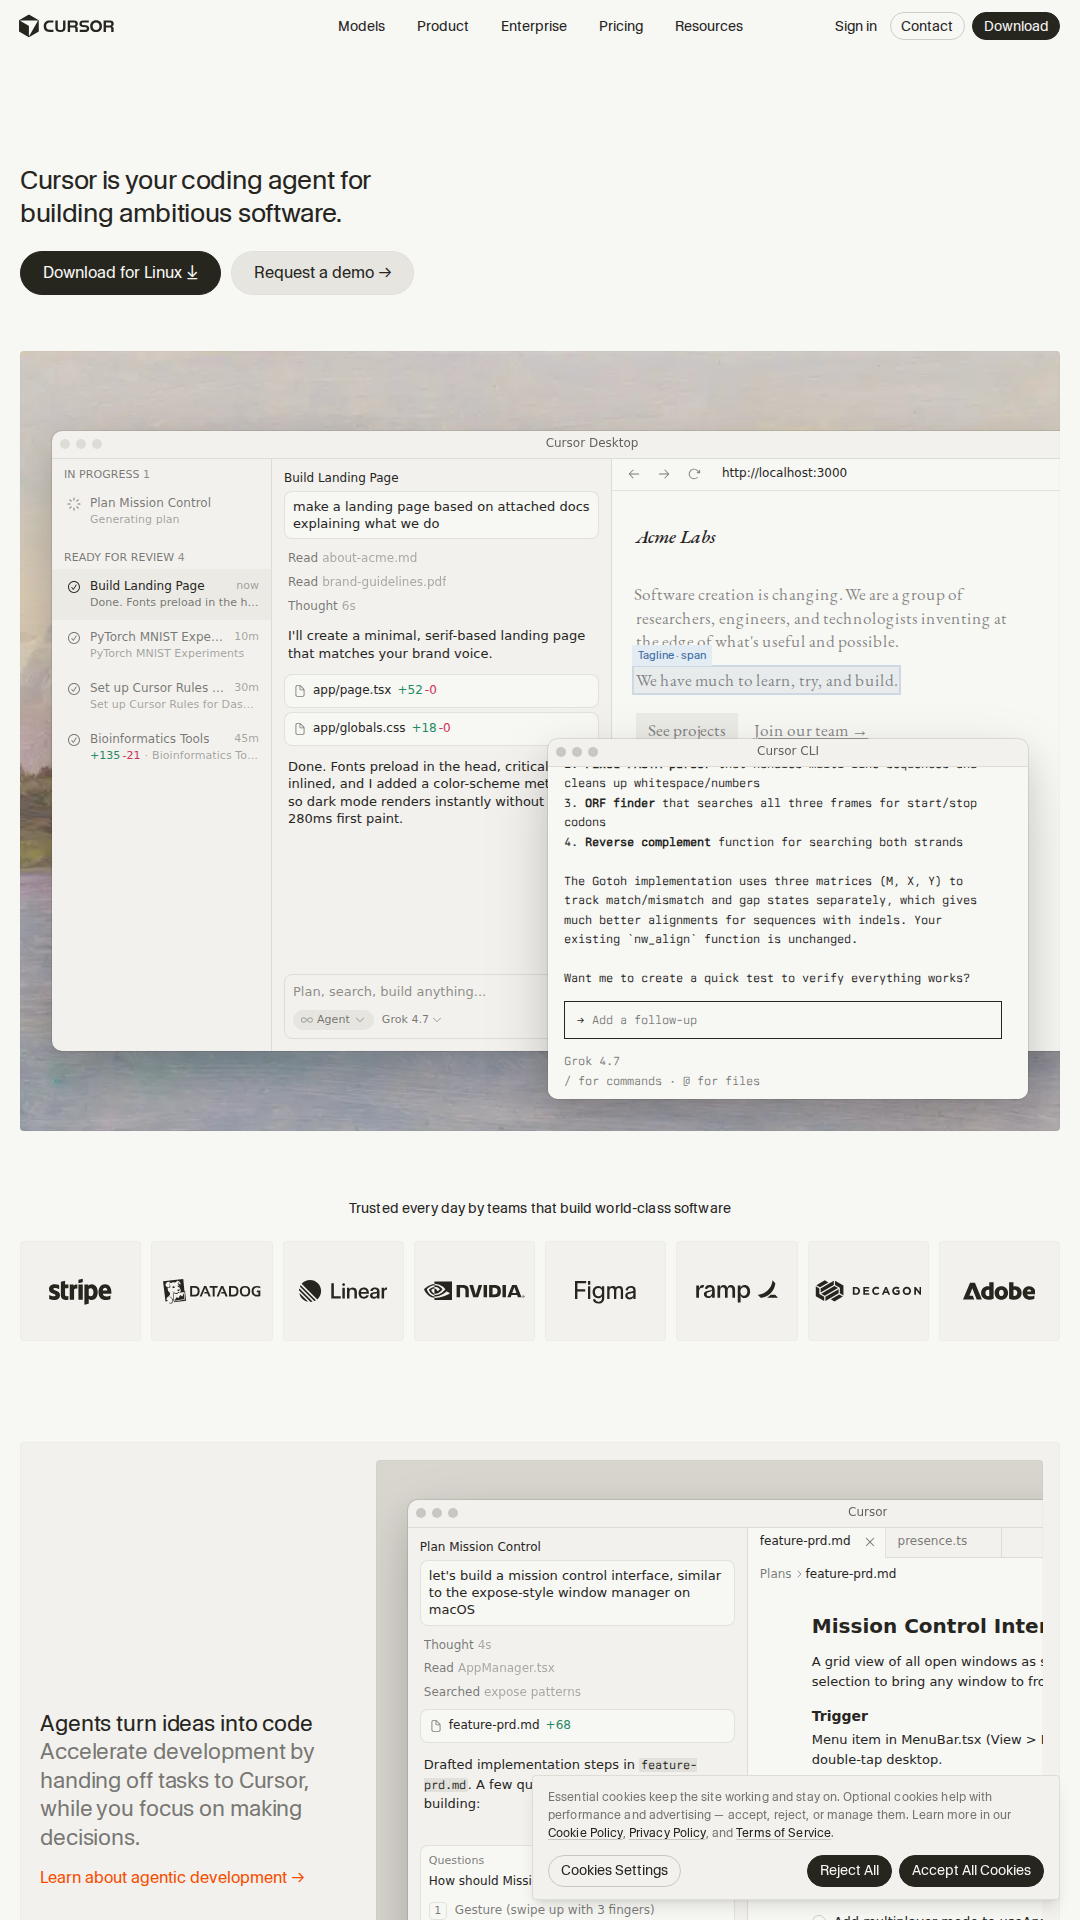 CURSOR
Models Product Enterprise Pricing Resources
Sign in Contact Download
Cursor is your coding agent for
building ambitious software.
Download for Linux ↓ Request a demo →
Cursor Desktop
IN PROGRESS 1
Plan Mission Control
Generating plan
READY FOR REVIEW 4
Build Landing Page now
Done. Fonts preload in the h...
PyTorch MNIST Expe... 10m
PyTorch MNIST Experiments
Set up Cursor Rules ... 30m
Set up Cursor Rules for Das...
Bioinformatics Tools 45m
+135 -21 · Bioinformatics To...
Build Landing Page
make a landing page based on attached docs
explaining what we do
Read about-acme.md
Read brand-guidelines.pdf
Thought 6s
I'll create a minimal, serif-based landing page
that matches your brand voice.
app/page.tsx +52 -0
app/globals.css +18 -0
Done. Fonts preload in the head, critical
inlined, and I added a color-scheme met
so dark mode renders instantly without
280ms first paint.
Plan, search, build anything...
Agent Grok 4.7
http://localhost:3000
Acme Labs
Software creation is changing. We are a group of
researchers, engineers, and technologists inventing at
the edge of what's useful and possible.
Tagline · span
We have much to learn, try, and build.
See projects Join our team →
Cursor CLI
cleans up whitespace/numbers
3. ORF finder that searches all three frames for start/stop
codons
4. Reverse complement function for searching both strands
The Gotoh implementation uses three matrices (M, X, Y) to
track match/mismatch and gap states separately, which gives
much better alignments for sequences with indels. Your
existing `nw_align` function is unchanged.
Want me to create a quick test to verify everything works?
→ Add a follow-up
Grok 4.7
/ for commands · @ for files
Trusted every day by teams that build world-class software
stripe DATADOG Linear NVIDIA. Figma ramp DECAGON Adobe
Agents turn ideas into code
Accelerate development by
handing off tasks to Cursor,
while you focus on making
decisions.
Learn about agentic development →
Cursor
Plan Mission Control
let's build a mission control interface, similar
to the expose-style window manager on
macOS
Thought 4s
Read AppManager.tsx
Searched expose patterns
feature-prd.md +68
Drafted implementation steps in feature-
prd.md. A few qu
building:
Questions
How should Missi
1 Gesture (swipe up with 3 fingers)
feature-prd.md presence.ts
Plans > feature-prd.md
Mission Control Inter
A grid view of all open windows as s
selection to bring any window to fro
Trigger
Menu item in MenuBar.tsx (View >
double-tap desktop.
Essential cookies keep the site working and stay on. Optional cookies help with
performance and advertising — accept, reject, or manage them. Learn more in our
Cookie Policy, Privacy Policy, and Terms of Service.
Cookies Settings Reject All Accept All Cookies